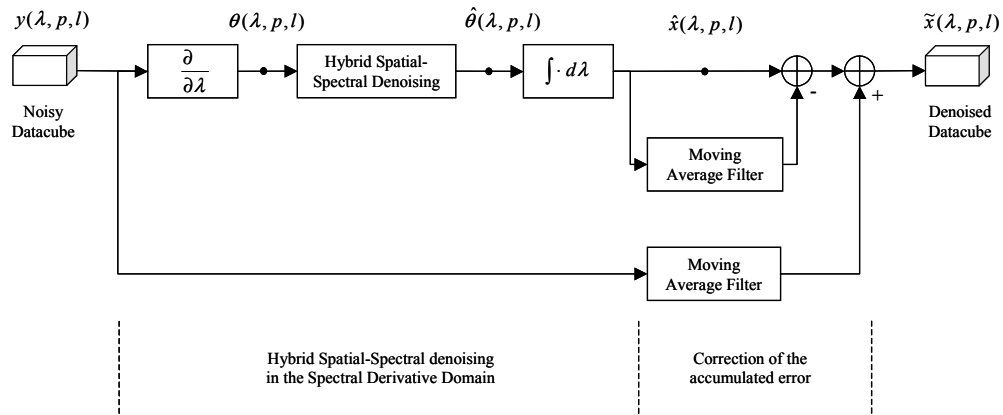 y(λ, p, l)
θ(λ, p, l)
θ̂(λ, p, l)
x̂(λ, p, l)
x̃(λ, p, l)
∂
∂λ
Hybrid Spatial-
Spectral Denoising
∫ · dλ
-
+
Noisy
Datacube
Denoised
Datacube
Moving
Average Filter
Moving
Average Filter
Hybrid Spatial-Spectral denoising
in the Spectral Derivative Domain
Correction of the
accumulated error